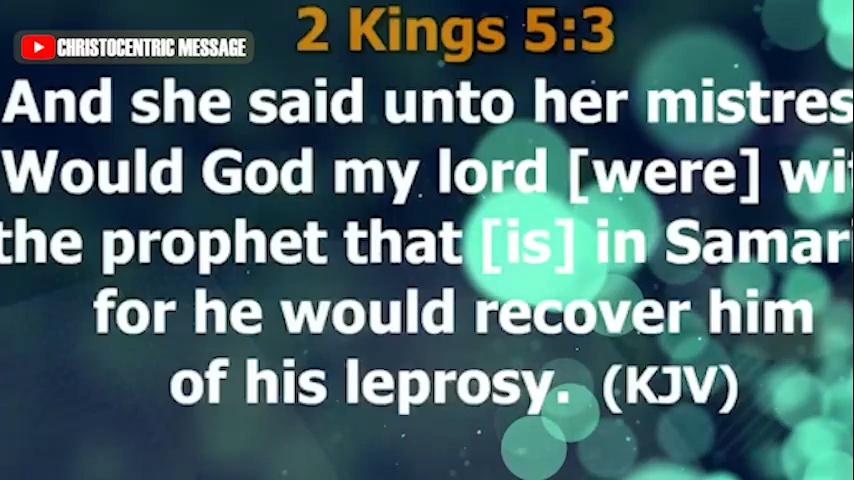 2 Kings 5:3
CHRISTOCENTRIC MESSAGE
And she said unto her mistres
Would God my lord [were] wit
the prophet that [is] in Samari
for he would recover him
of his leprosy. (KJV)